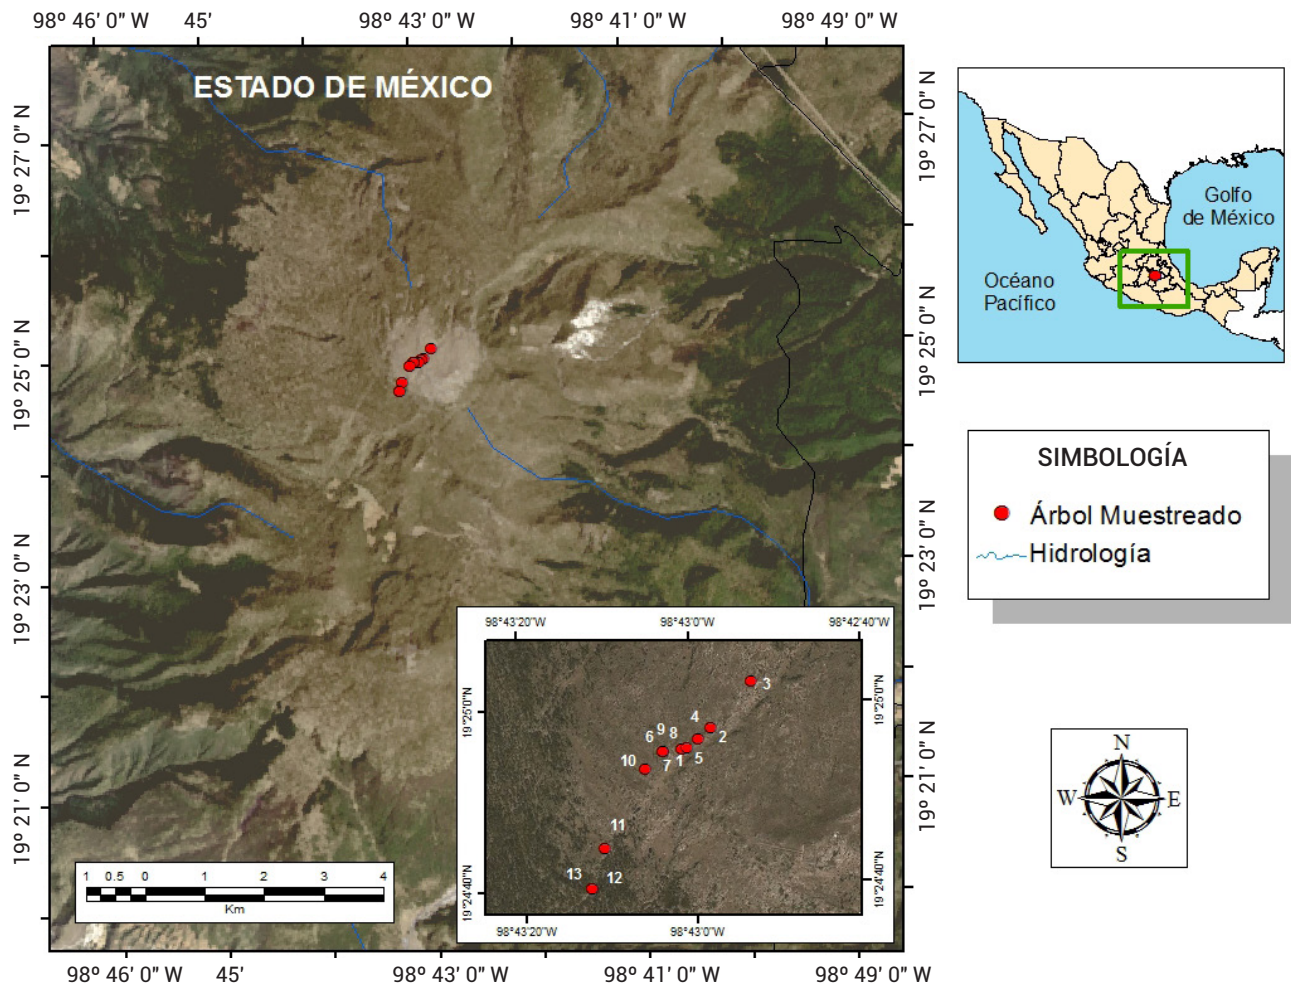 98º 46’ 0” W
45’
98º 43’ 0” W
98º 41’ 0” W
98º 49’ 0” W
ESTADO DE MÉXICO
19º 27’ 0” N
19º 25’ 0” N
19º 23’ 0” N
19º 21’ 0” N
19º 27’ 0” N
19º 25’ 0” N
19º 23’ 0” N
19º 21’ 0” N
Golfo
de México
Océano
Pacífico
SIMBOLOGÍA
Árbol Muestreado
Hidrología
N
W
E
S
98°43'20"W
98°43'0"W
98°42'40"W
19°25'0"N
19°24'40"N
19°25'0"N
19°24'40"N
3
4
2
9
8
6
7
1
5
10
11
13
12
98°43'20"W
98°43'0"W
1
0.5
0
1
2
3
4
Km
98º 46’ 0” W
45’
98º 43’ 0” W
98º 41’ 0” W
98º 49’ 0” W